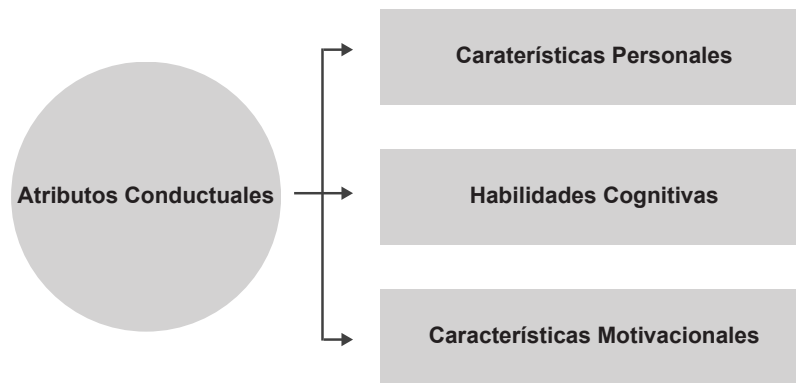 Caraterísticas Personales
Atributos Conductuales
Habilidades Cognitivas
Características Motivacionales